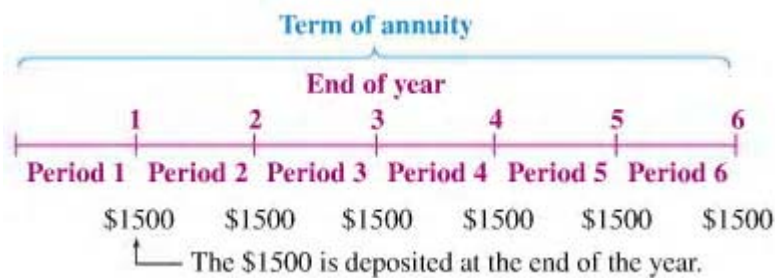 Term of annuity
End of year
1 2 3 4 5 6
Period 1 Period 2 Period 3 Period 4 Period 5 Period 6
$1500 $1500 $1500 $1500 $1500 $1500
The $1500 is deposited at the end of the year.